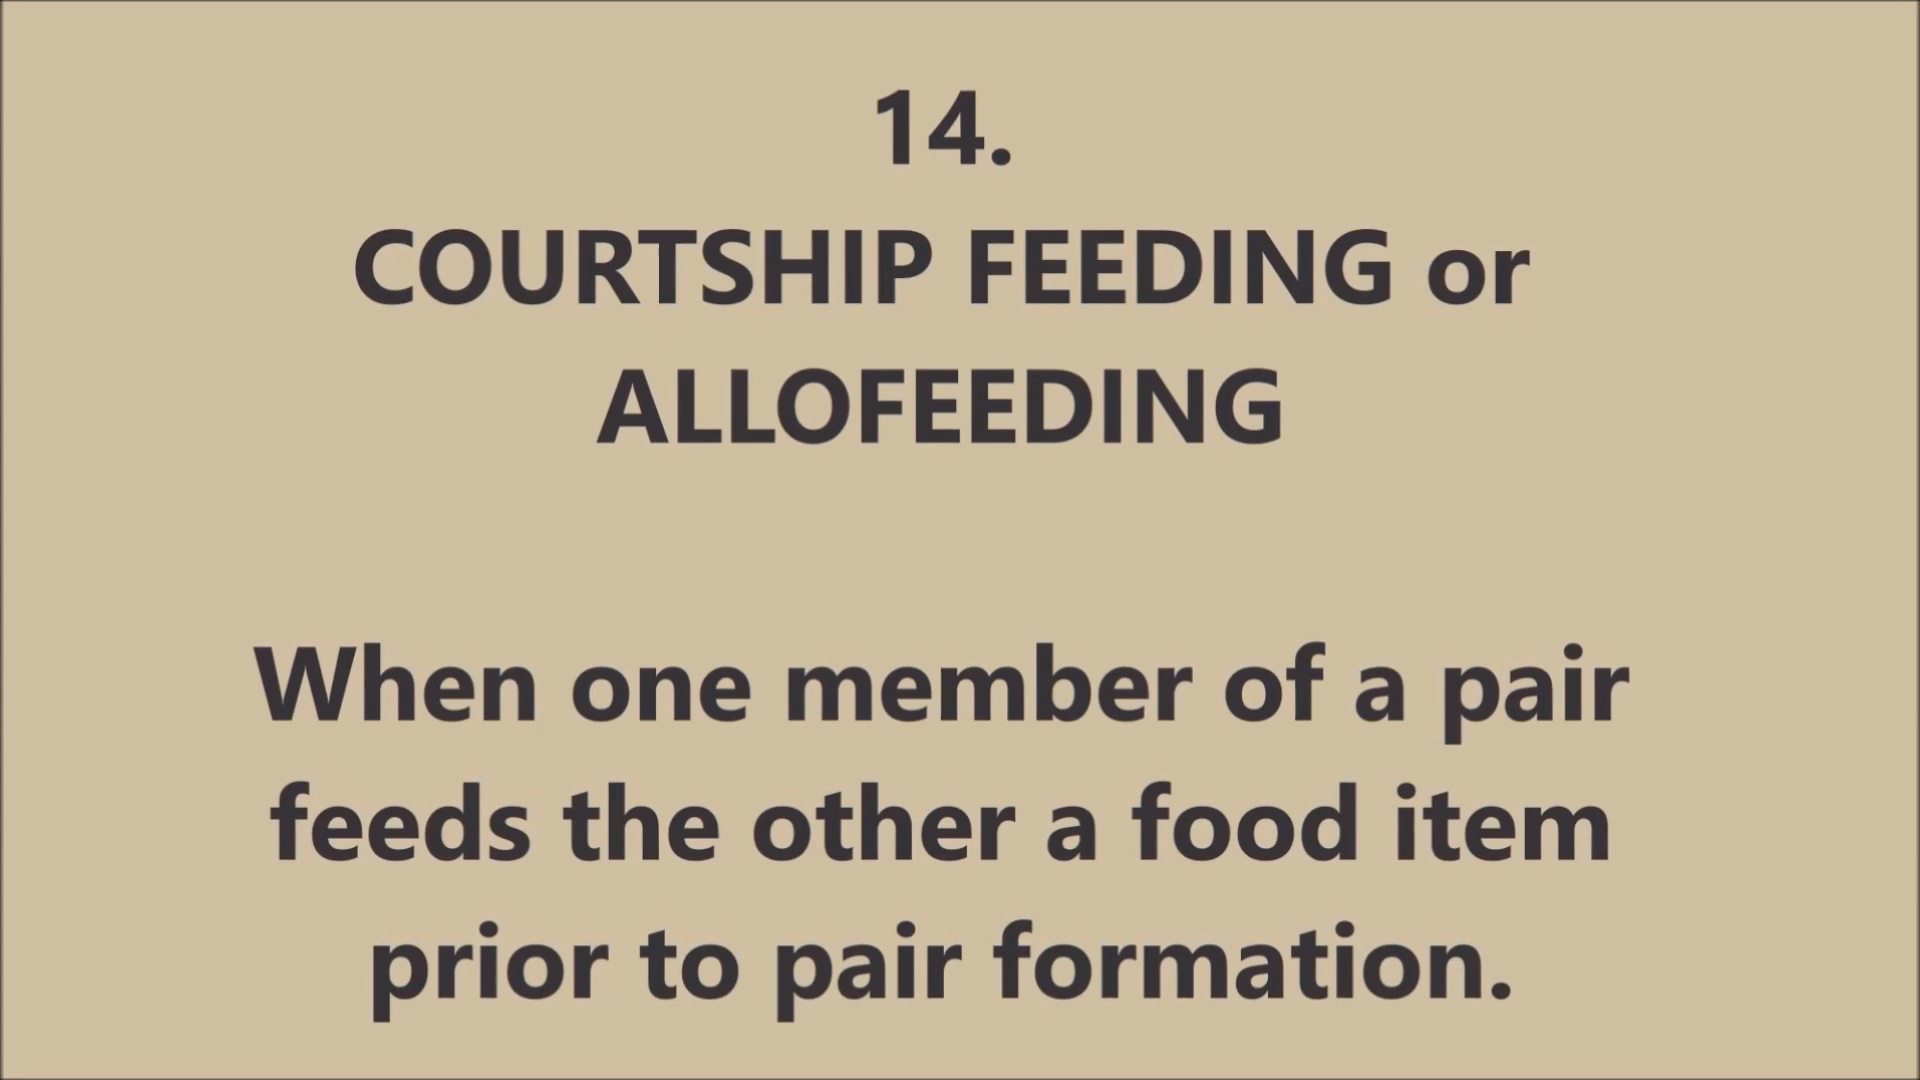 14.
COURTSHIP FEEDING or
ALLOFEEDING
When one member of a pair
feeds the other a food item
prior to pair formation.